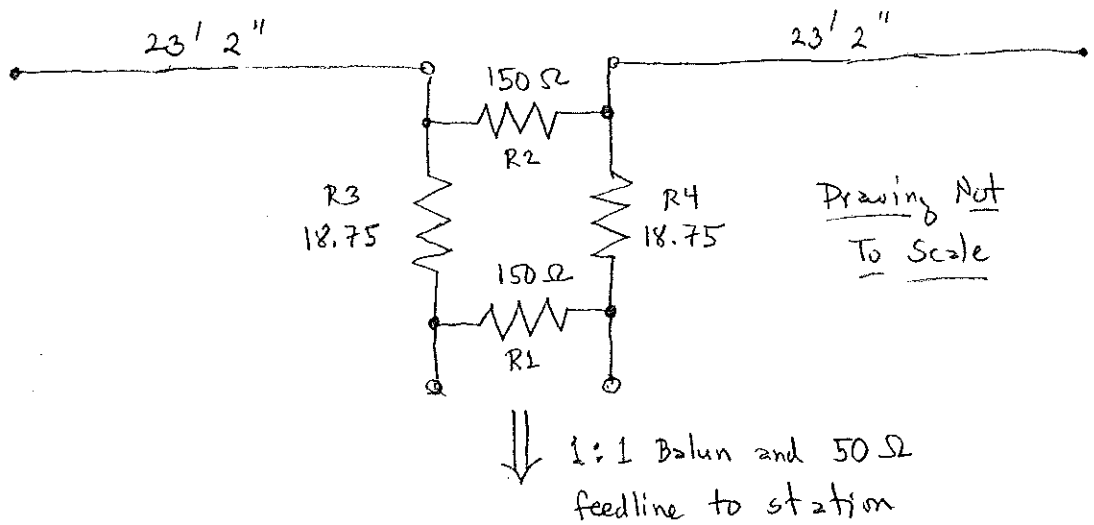 23' 2"
23' 2"
150 Ω
R2
R3
18.75
R4
18.75
Drawing Not
To Scale
150 Ω
R1
1:1 Balun and 50 Ω
feedline to station